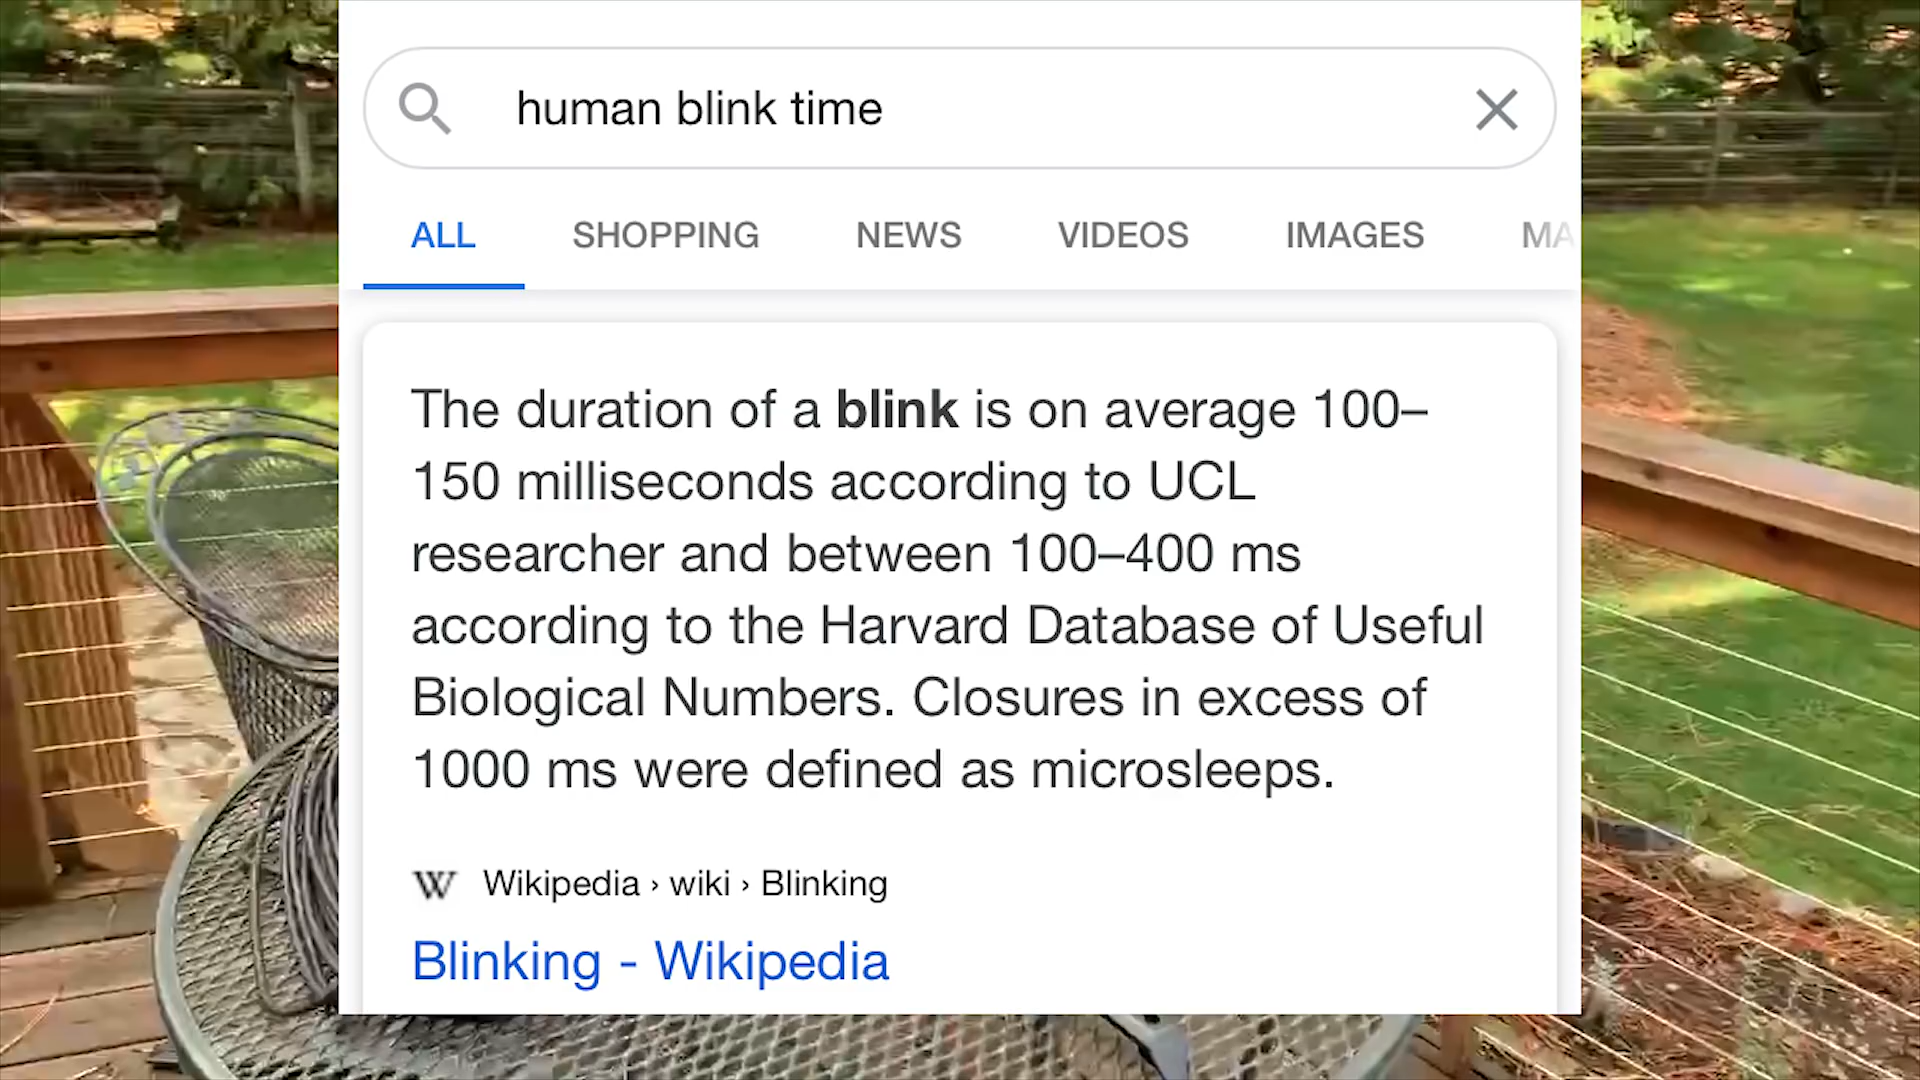 human blink time
ALL SHOPPING NEWS VIDEOS IMAGES MA
The duration of a blink is on average 100–
150 milliseconds according to UCL
researcher and between 100–400 ms
according to the Harvard Database of Useful
Biological Numbers. Closures in excess of
1000 ms were defined as microsleeps.
W Wikipedia › wiki › Blinking
Blinking - Wikipedia